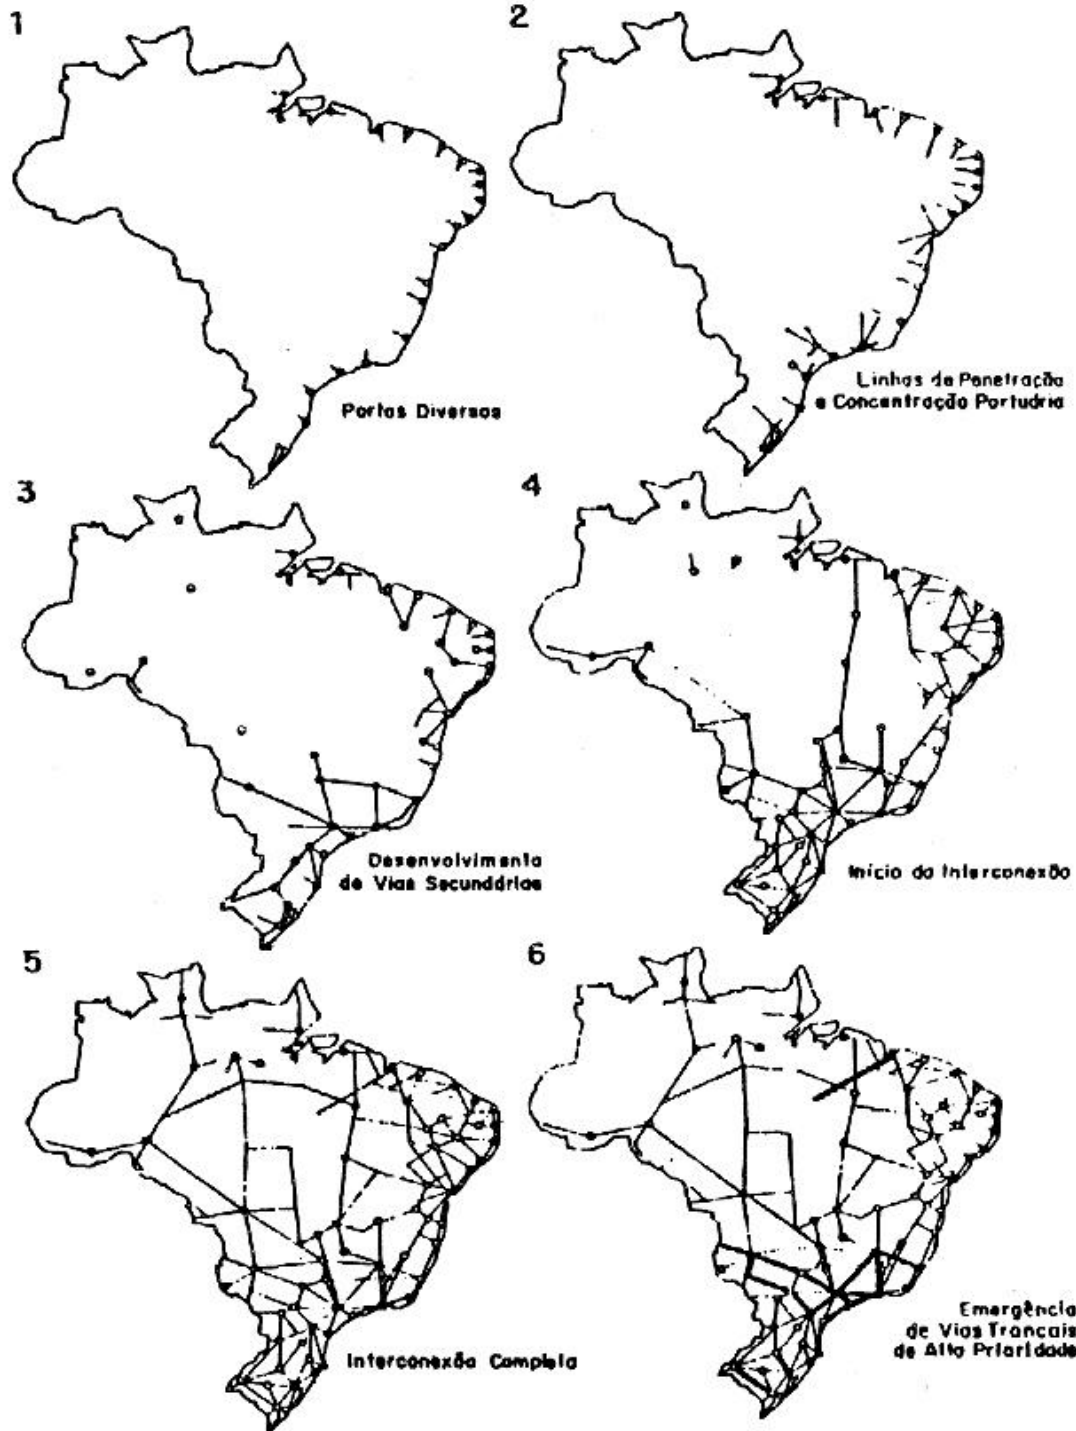 1
2
Portos Diversos
Linhas de Penetração
e Concentração Portuária
3
4
Desenvolvimento
de Vias Secundárias
Início da Interconexão
5
6
Interconexão Completa
Emergência
de Vias Troncais
de Alta Prioridade